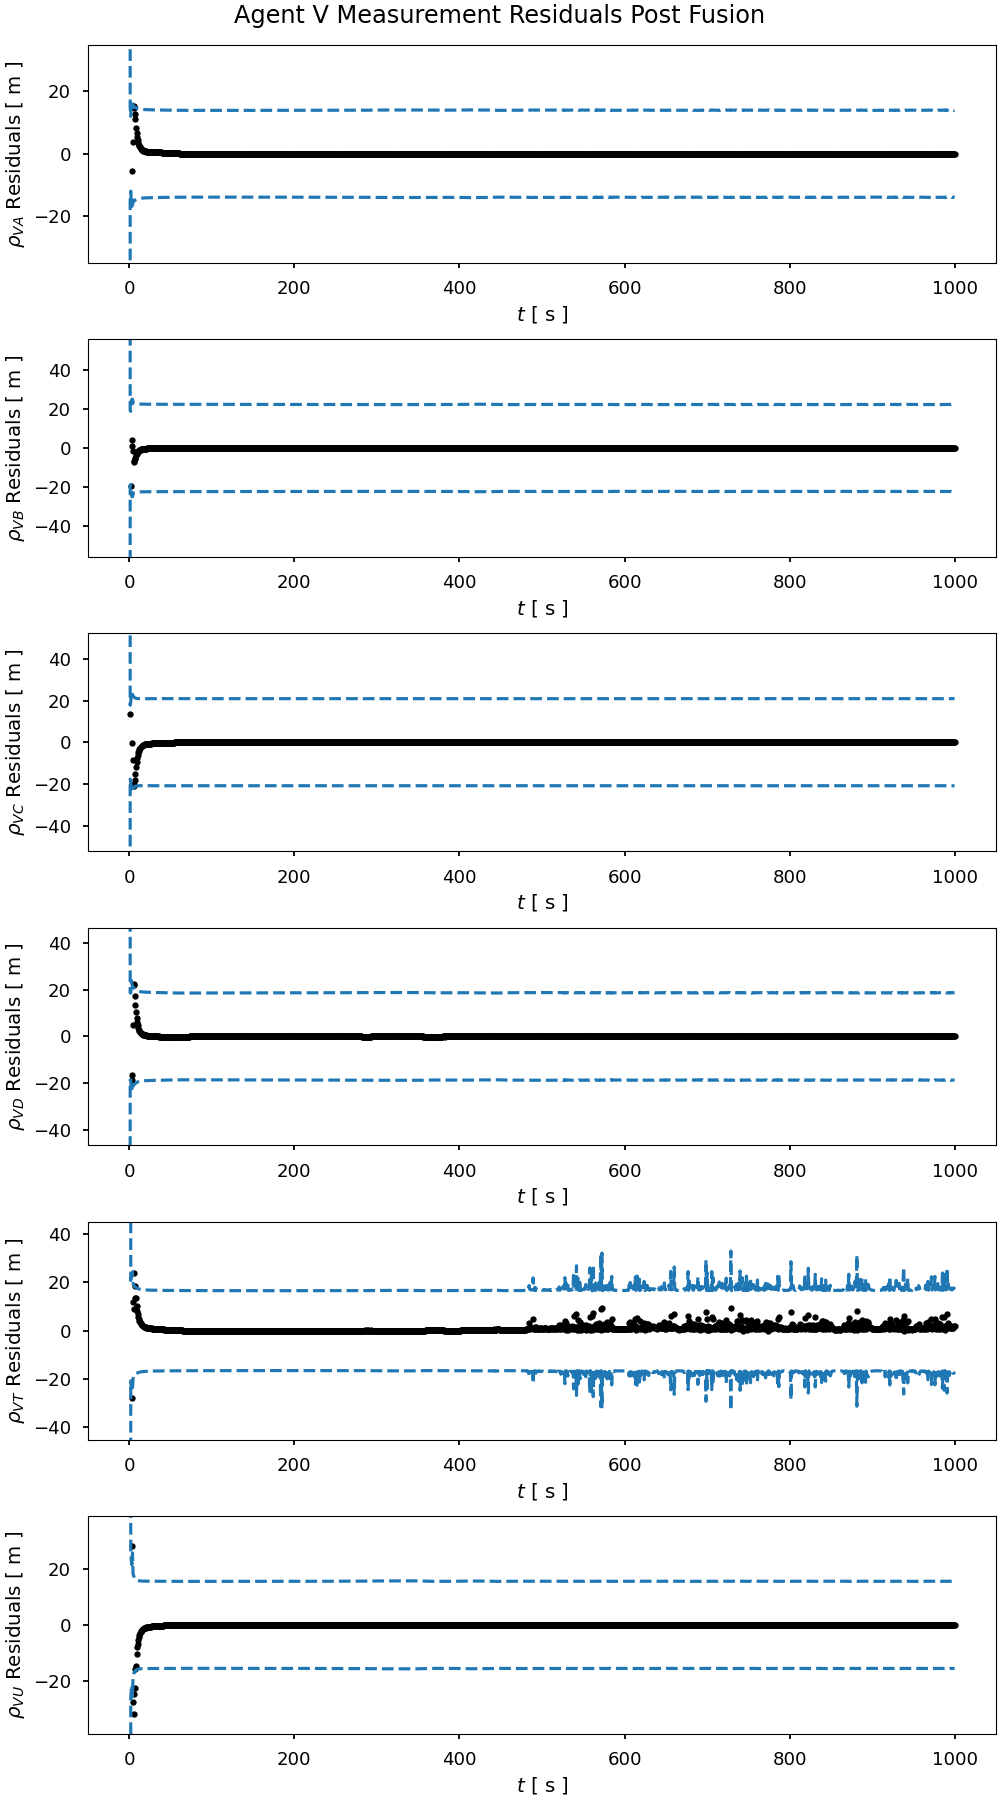 Agent V Measurement Residuals Post Fusion
ρVA Residuals [ m ]
20
0
−20
0 200 400 600 800 1000
t [ s ]
ρVB Residuals [ m ]
40
20
0
−20
−40
0 200 400 600 800 1000
t [ s ]
ρVC Residuals [ m ]
40
20
0
−20
−40
0 200 400 600 800 1000
t [ s ]
ρVD Residuals [ m ]
40
20
0
−20
−40
0 200 400 600 800 1000
t [ s ]
ρVT Residuals [ m ]
40
20
0
−20
−40
0 200 400 600 800 1000
t [ s ]
ρVU Residuals [ m ]
20
0
−20
0 200 400 600 800 1000
t [ s ]